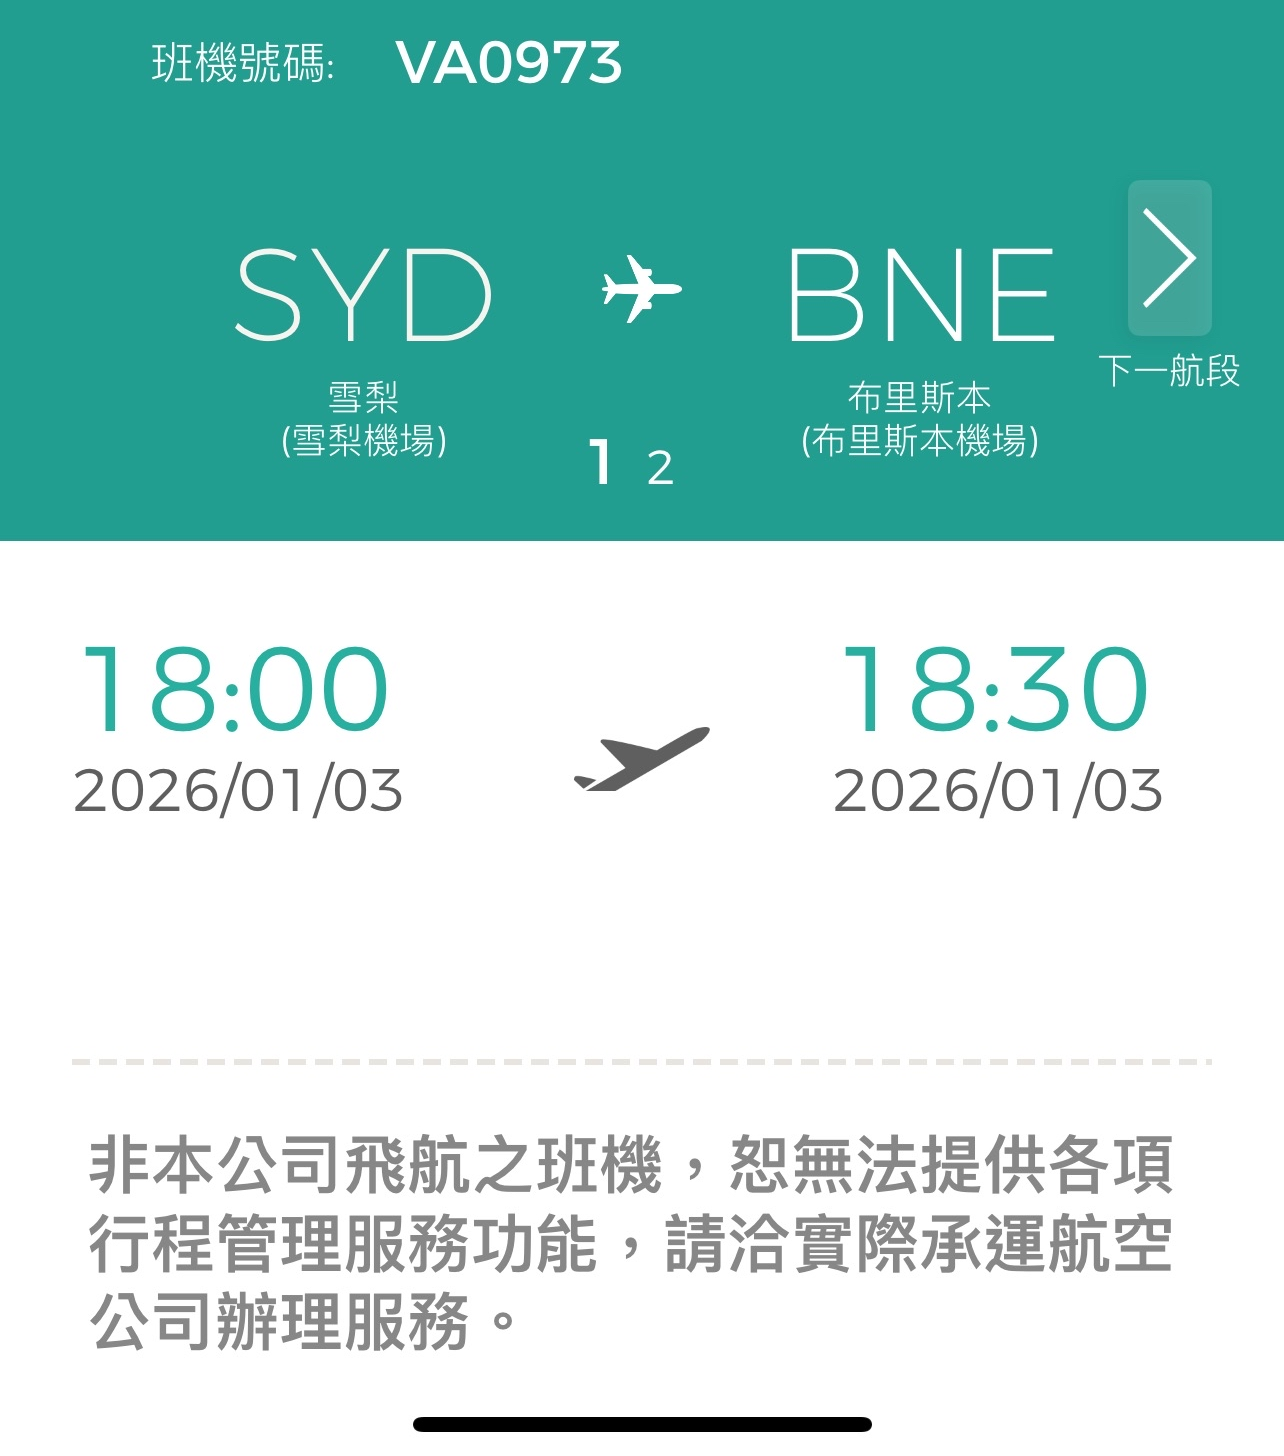 班機號碼: VA0973
SYD BNE
下一航段
雪梨 布里斯本
(雪梨機場) (布里斯本機場)
1 2
18:00 18:30
2026/01/03 2026/01/03
非本公司飛航之班機，恕無法提供各項
行程管理服務功能，請洽實際承運航空
公司辦理服務。